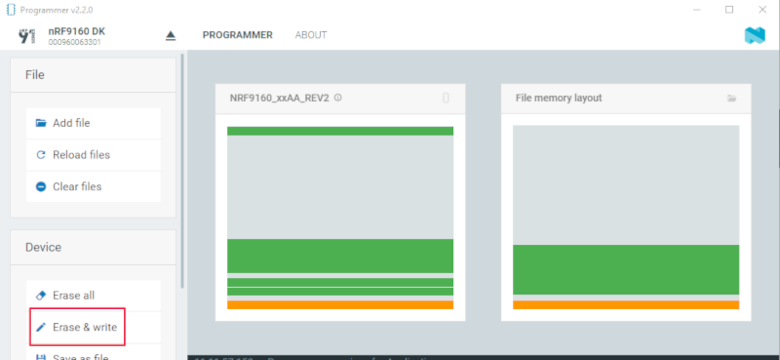 Programmer v2.2.0
nRF9160 DK
000960063301
PROGRAMMER
ABOUT
File
Add file
Reload files
Clear files
Device
Erase all
Erase & write
Save as file
NRF9160_xxAA_REV2
File memory layout